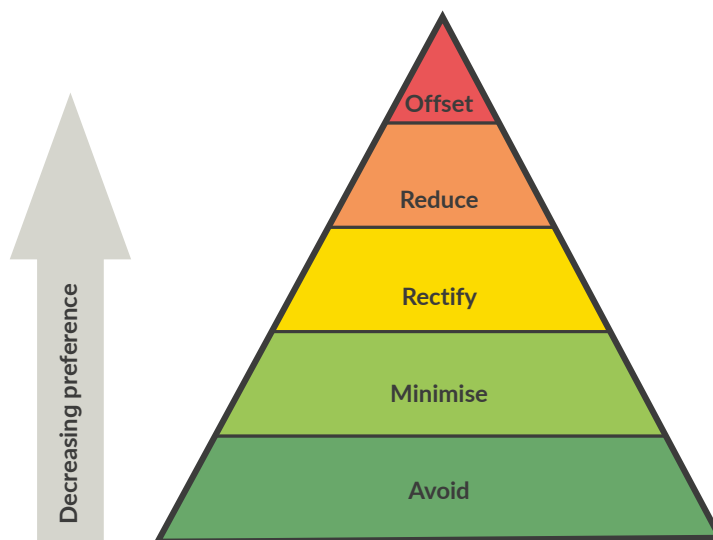 Offset
Reduce
Rectify
Minimise
Avoid
Decreasing preference